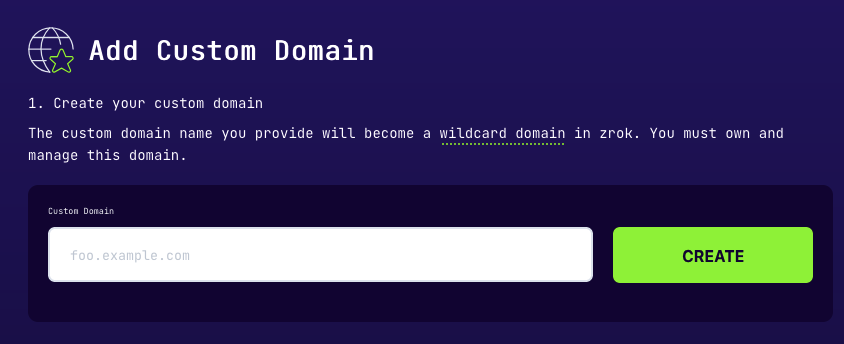 Add Custom Domain
1. Create your custom domain
The custom domain name you provide will become a wildcard domain in zrok. You must own and
manage this domain.
Custom Domain
foo.example.com
CREATE